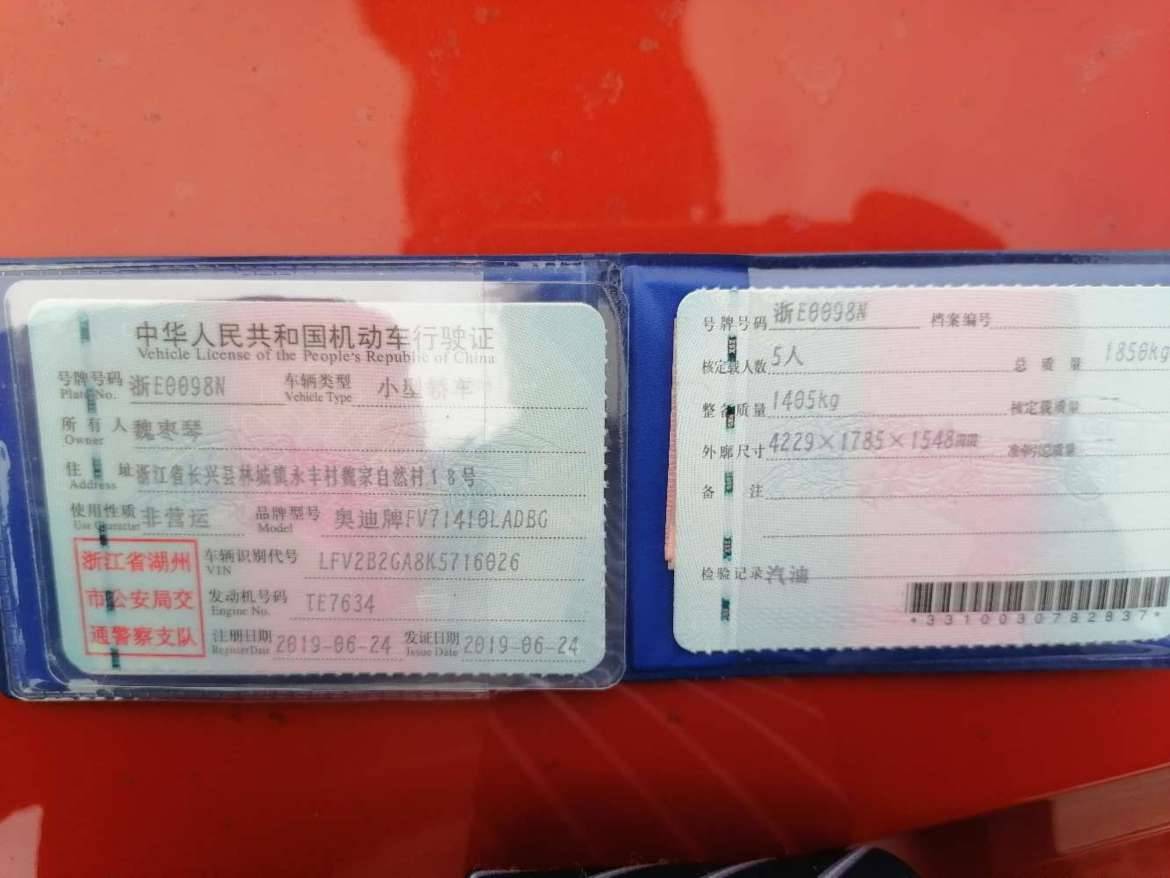 中华人民共和国机动车行驶证
Vehicle License of the People's Republic of China
号牌号码 浙E0098N 车辆类型 小型轿车
Plate No. Vehicle Type
所有人 魏枣琴
Owner
住址 浙江省长兴县林城镇永丰村魏家自然村18号
Address
使用性质 非营运 品牌型号 奥迪牌FV71410LADBG
Use Character Model
浙江省湖州
市公安局交
通警察支队
车辆识别代号 LFV2B2GA8K5716026
VIN
发动机号码 TE7634
Engine No.
注册日期 2019-06-24 发证日期 2019-06-24
Register Date Issue Date
号牌号码 浙E0098N 档案编号
核定载人数 5人 总质量 1850kg
整备质量 1405kg 核定载质量
外廓尺寸 4229×1785×1548 准牵引总质量
备注
检验记录 汽油
*3310030782837*